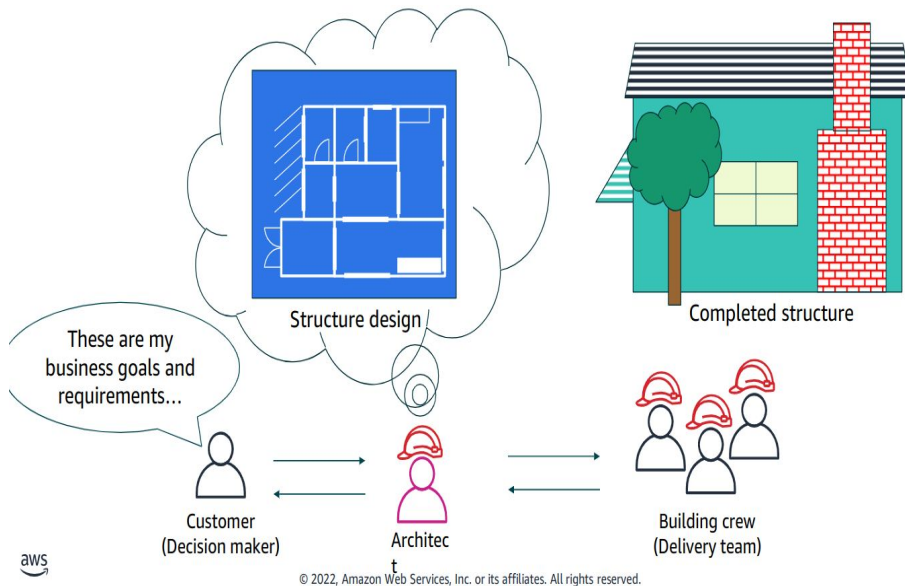 Structure design
Completed structure
These are my
business goals and
requirements...
Customer
(Decision maker)
Architec
t
Building crew
(Delivery team)
aws
© 2022, Amazon Web Services, Inc. or its affiliates. All rights reserved.